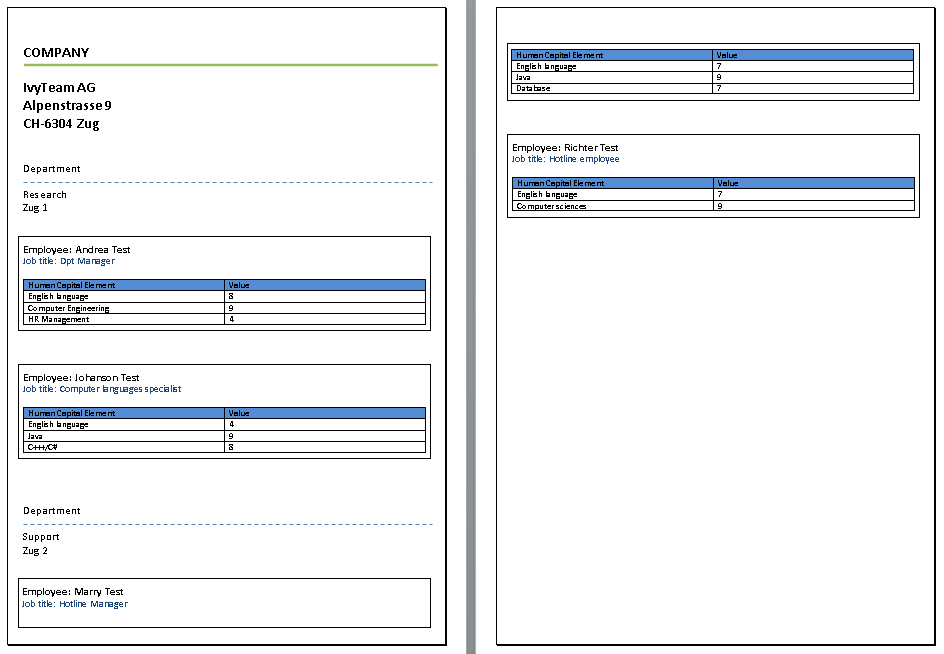 COMPANY
IvyTeam AG
Alpenstrasse 9
CH-6304 Zug
Department
Research
Zug 1
Employee: Andrea Test
Job title: Dpt Manager
Human Capital Element Value
English language 8
Computer Engineering 9
HR Management 4
Employee: Johanson Test
Job title: Computer languages specialist
Human Capital Element Value
English language 4
Java 9
C+++/C# 8
Department
Support
Zug 2
Employee: Marry Test
Job title: Hotline Manager
Human Capital Element Value
English language 7
Java 9
Database 7
Employee: Richter Test
Job title: Hotline employee
Human Capital Element Value
English language 7
Computer sciences 9